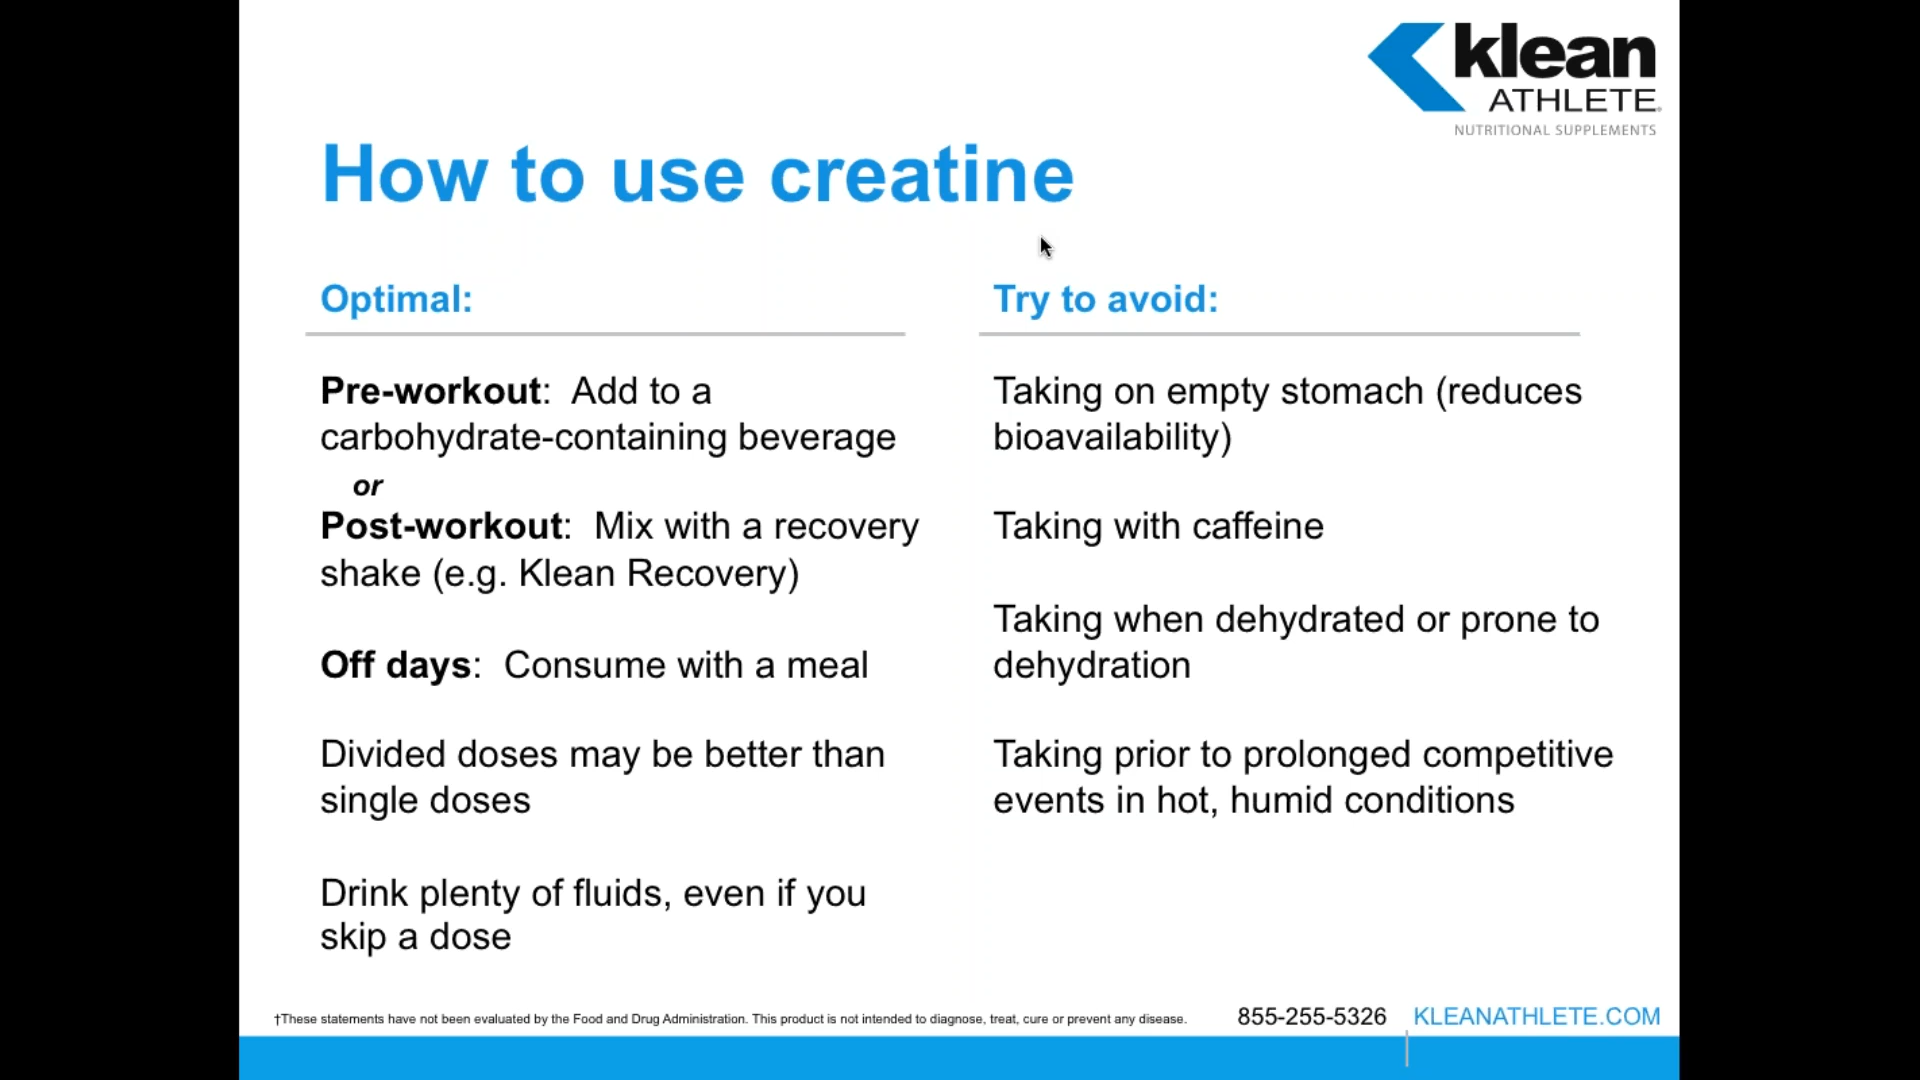 klean
ATHLETE
NUTRITIONAL SUPPLEMENTS
How to use creatine
Optimal:
Pre-workout:  Add to a
carbohydrate-containing beverage
or
Post-workout:  Mix with a recovery
shake (e.g. Klean Recovery)
Off days:  Consume with a meal
Divided doses may be better than
single doses
Drink plenty of fluids, even if you
skip a dose
Try to avoid:
Taking on empty stomach (reduces
bioavailability)
Taking with caffeine
Taking when dehydrated or prone to
dehydration
Taking prior to prolonged competitive
events in hot, humid conditions
†These statements have not been evaluated by the Food and Drug Administration. This product is not intended to diagnose, treat, cure or prevent any disease.
855-255-5326
KLEANATHLETE.COM